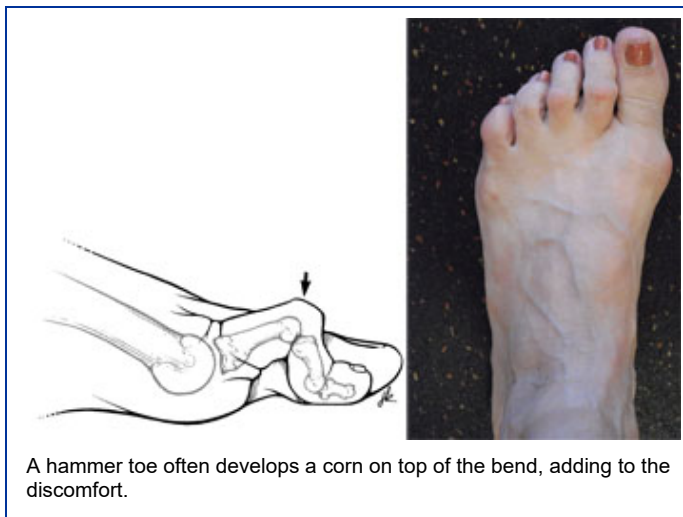 A hammer toe often develops a corn on top of the bend, adding to the
discomfort.